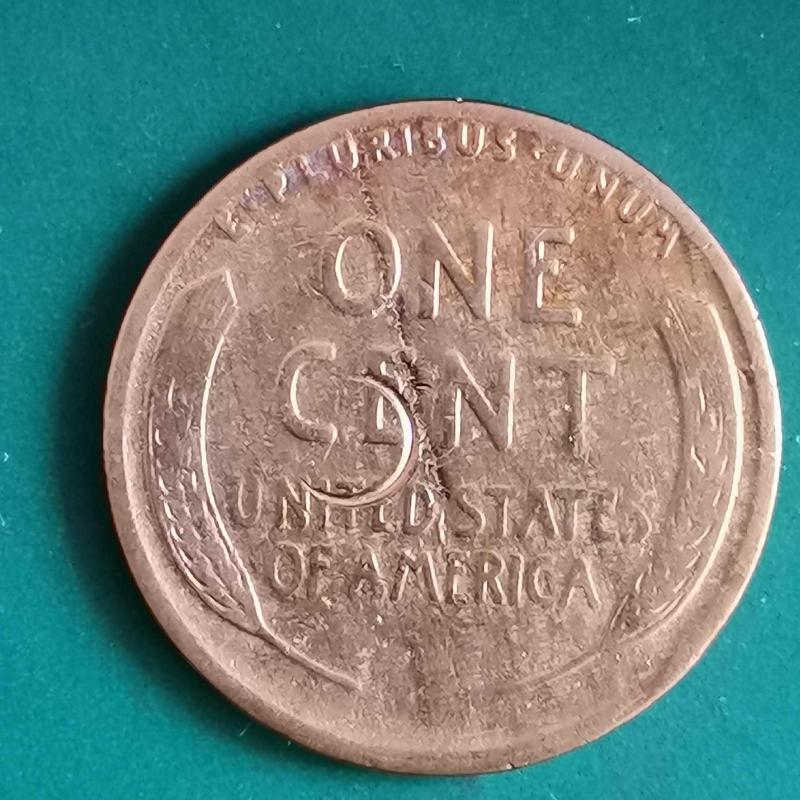 E·PLURIBUS·UNUM
ONE
CENT
UNITED STATES
OF AMERICA